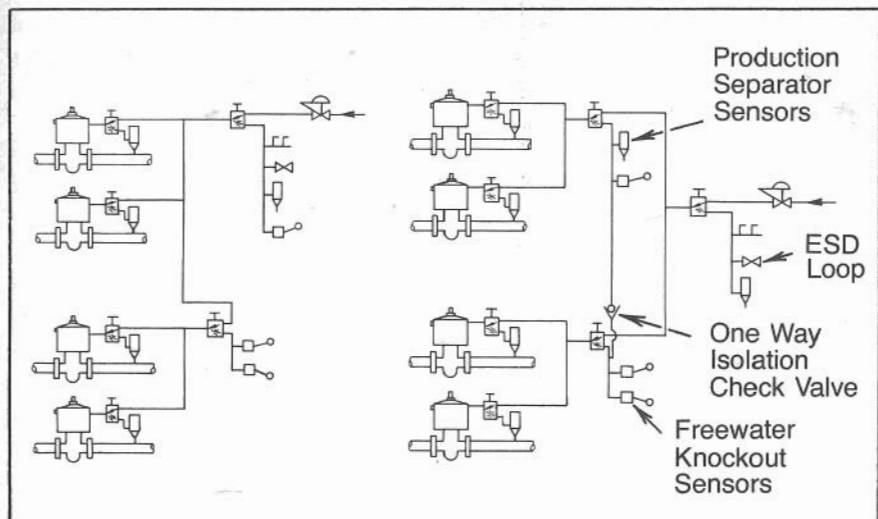 Production
Separator
Sensors
ESD
Loop
One Way
Isolation
Check Valve
Freewater
Knockout
Sensors